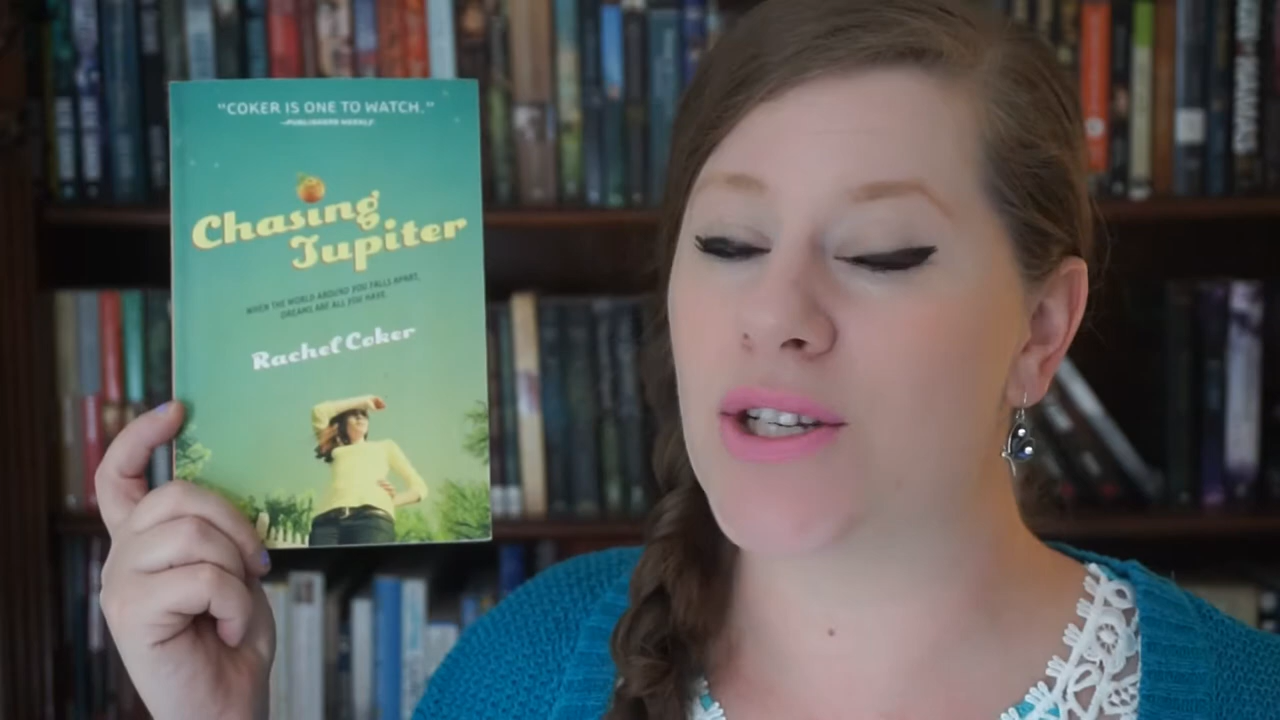 "COKER IS ONE TO WATCH."
—PUBLISHERS WEEKLY
Chasing
Jupiter
WHEN THE WORLD AROUND YOU FALLS APART,
DREAMS ARE ALL YOU HAVE.
Rachel Coker